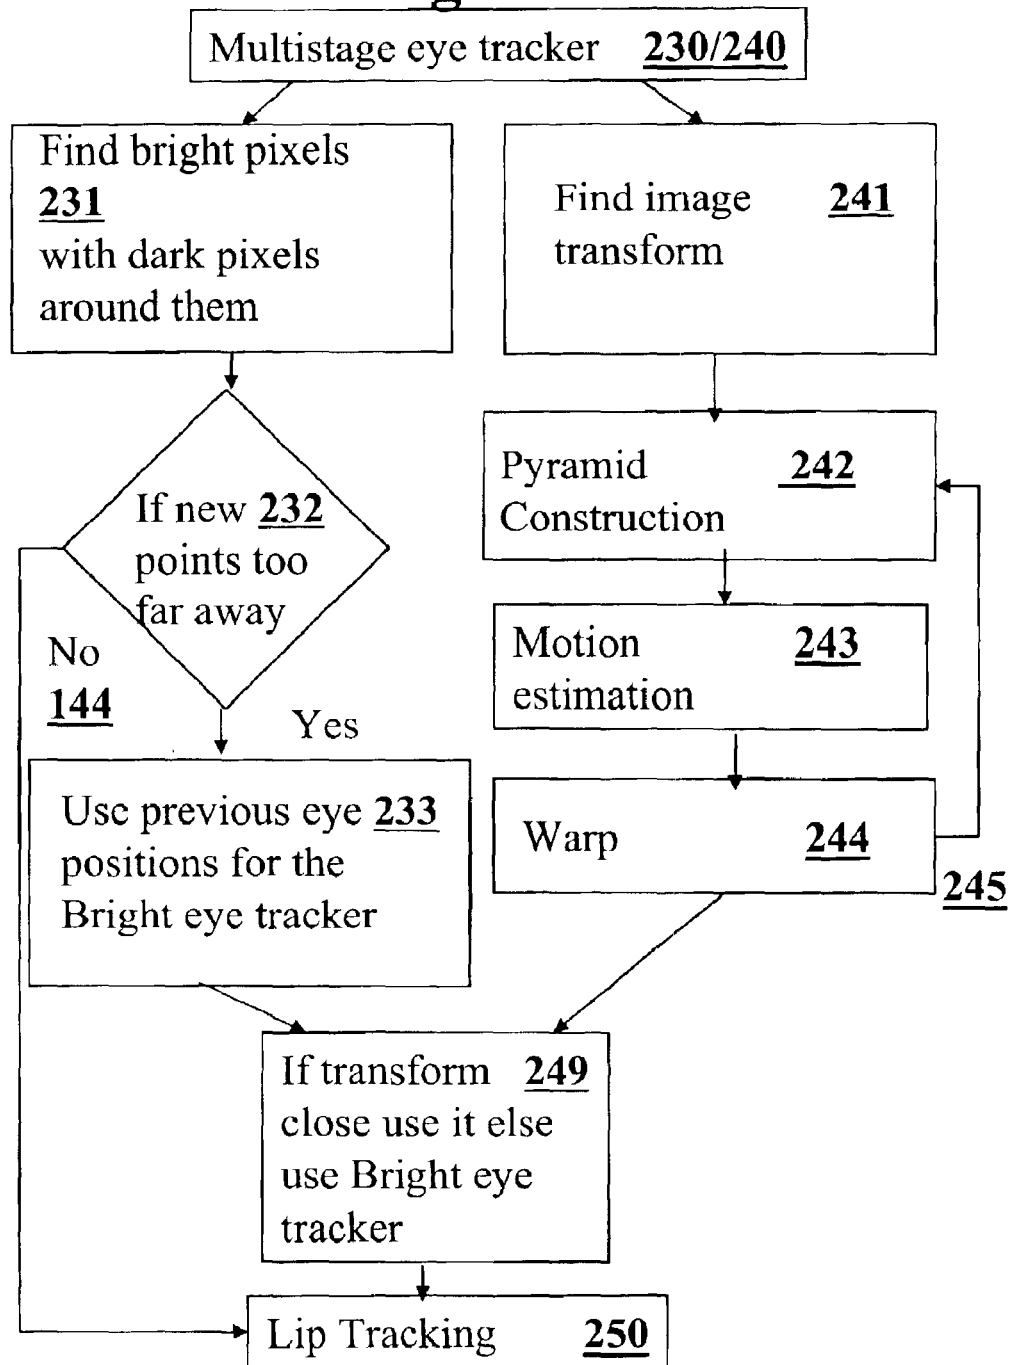 Multistage eye tracker 230/240
Find bright pixels
231
with dark pixels
around them
Find image 241
transform
If new 232
points too
far away
No
144
Yes
Pyramid 242
Construction
Motion 243
estimation
Use previous eye 233
positions for the
Bright eye tracker
Warp 244
245
If transform 249
close use it else
use Bright eye
tracker
Lip Tracking 250